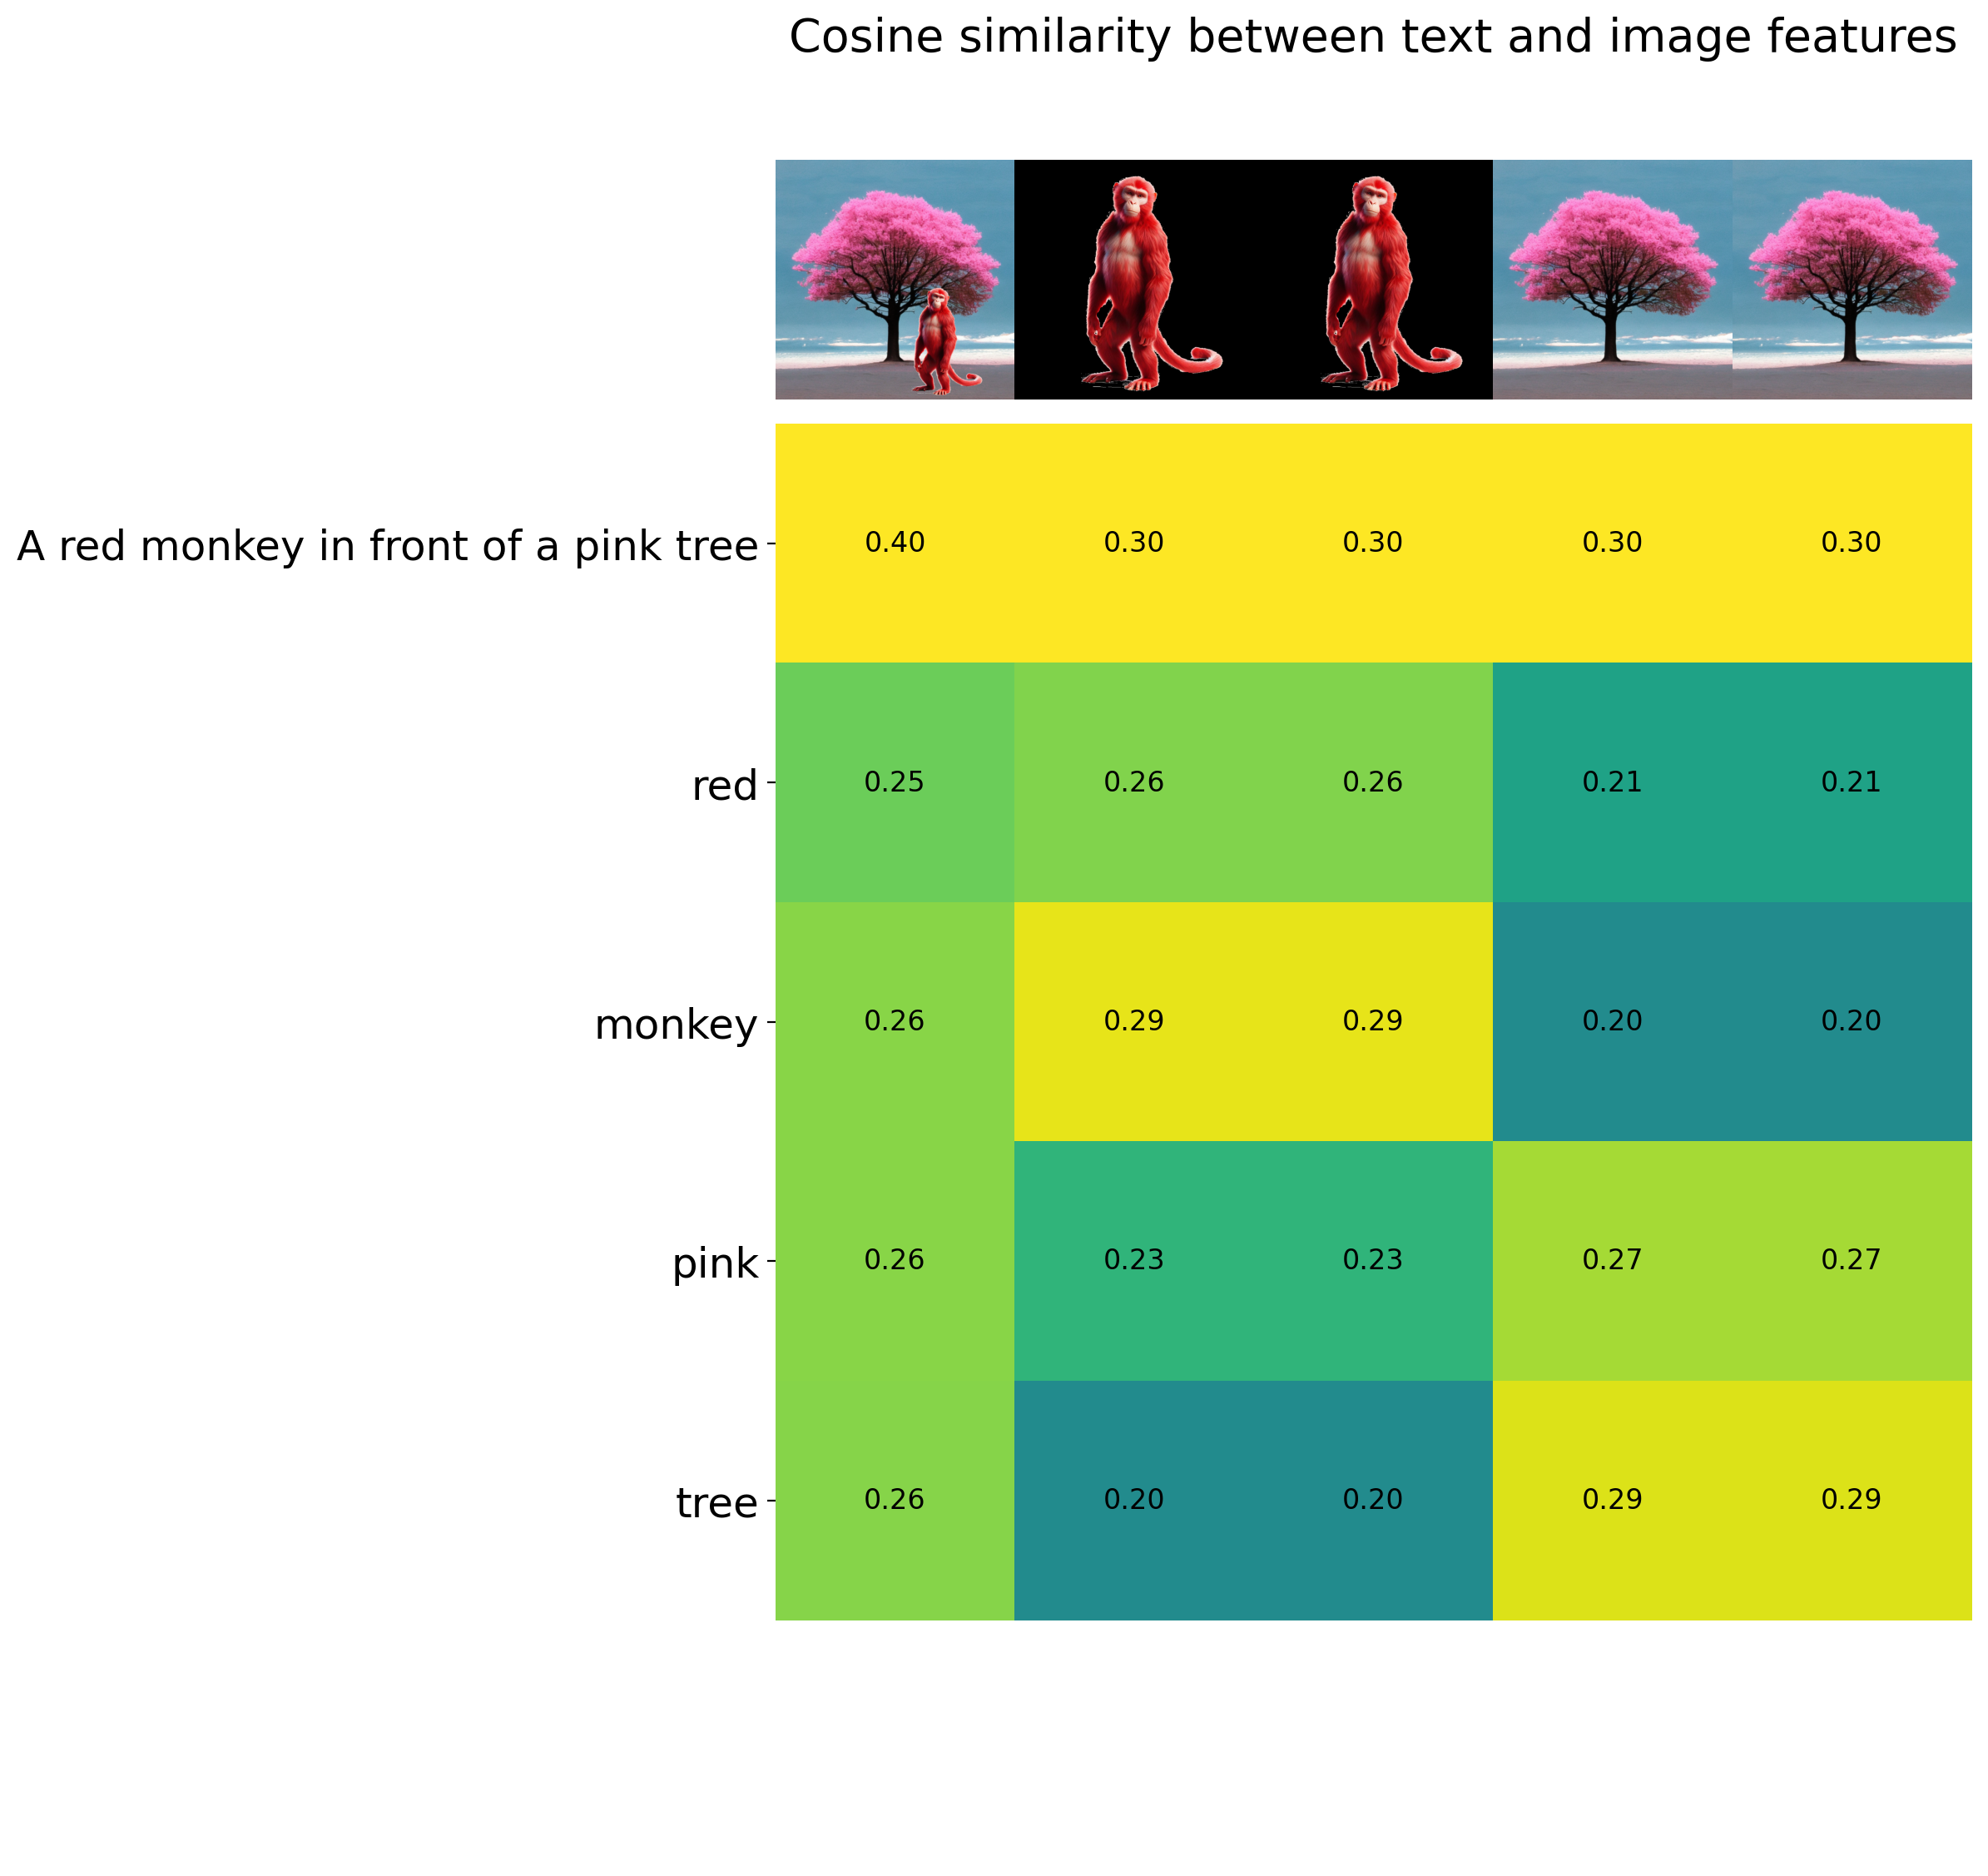 Cosine similarity between text and image features
A red monkey in front of a pink tree 0.40 0.30 0.30 0.30 0.30
red 0.25 0.26 0.26 0.21 0.21
monkey 0.26 0.29 0.29 0.20 0.20
pink 0.26 0.23 0.23 0.27 0.27
tree 0.26 0.20 0.20 0.29 0.29